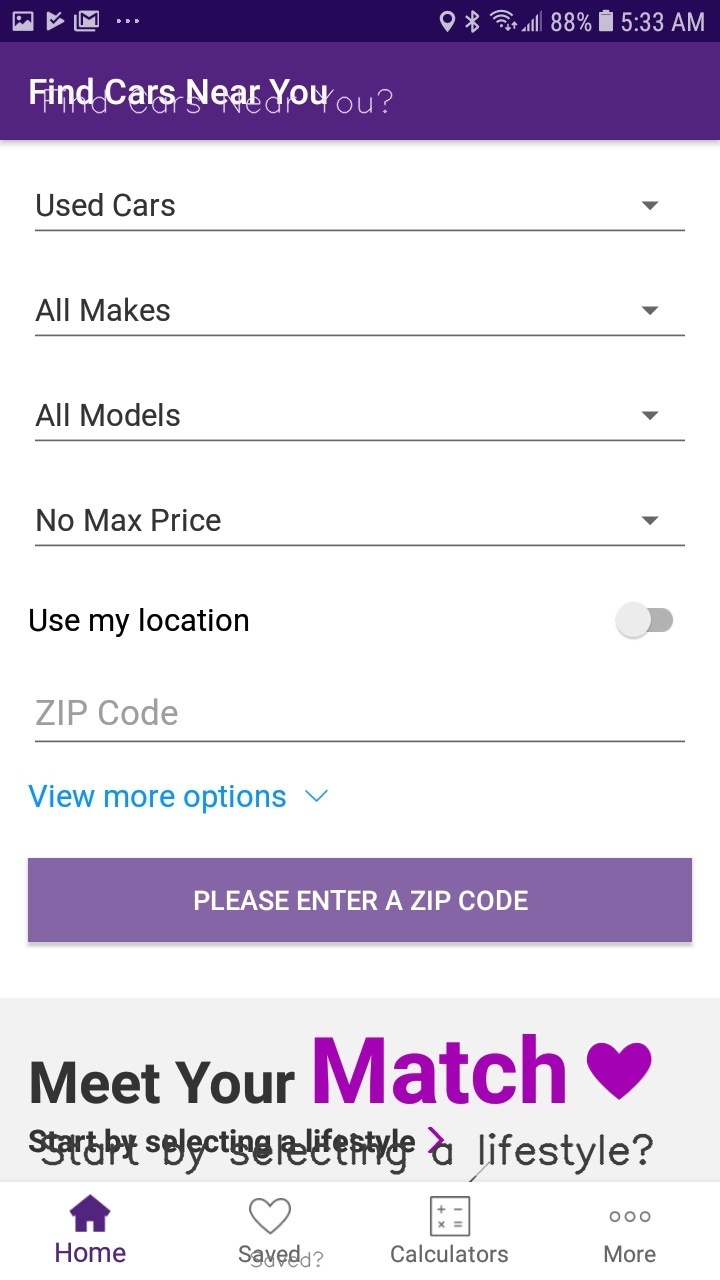 88% 5:33 AM
Find Cars Near You
Find Cars Near You?
Used Cars
All Makes
All Models
No Max Price
Use my location
ZIP Code
View more options
PLEASE ENTER A ZIP CODE
Meet Your Match
Start by selecting a lifestyle
Start by selecting a lifestyle?
Home Saved Calculators More
Saved?